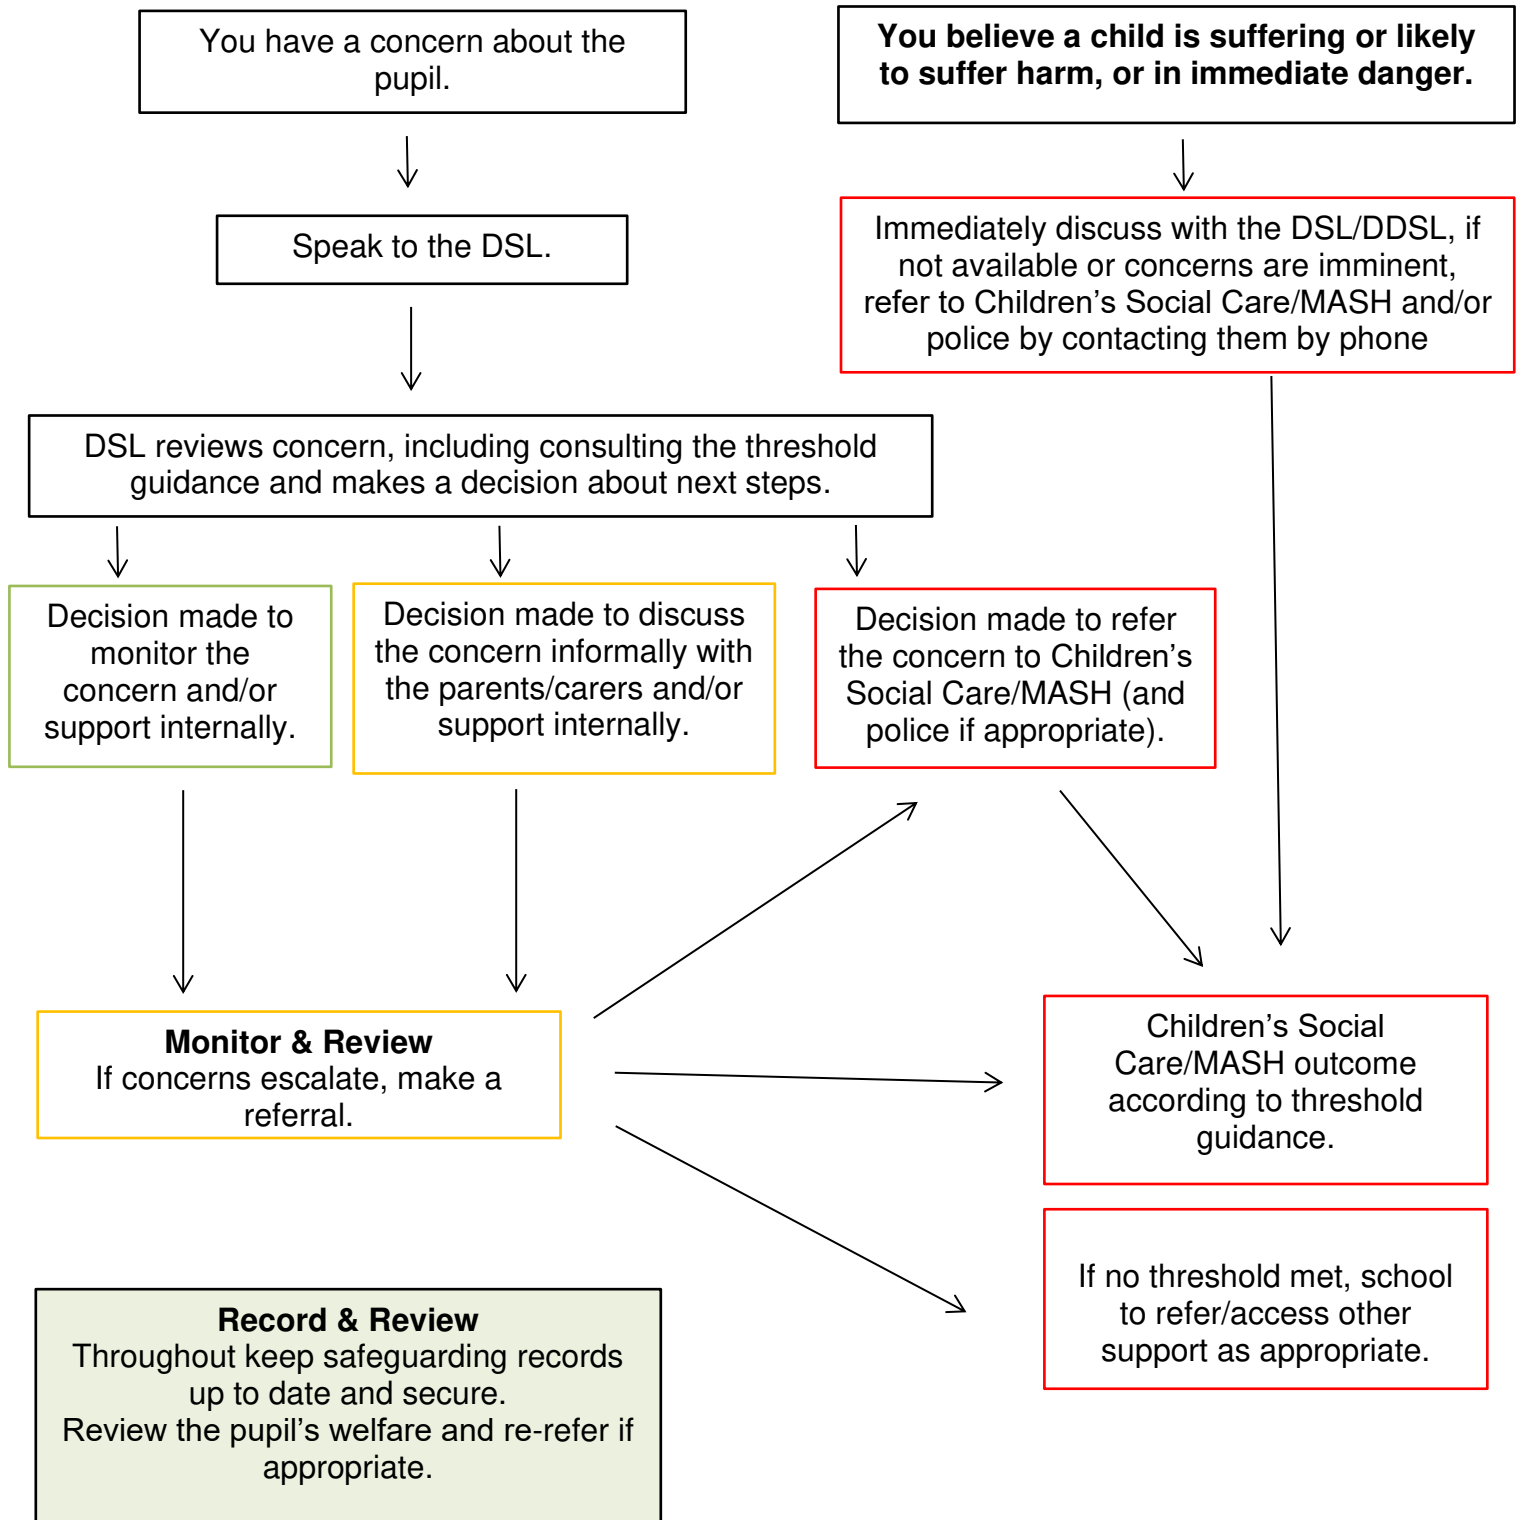 You have a concern about the
pupil.
You believe a child is suffering or likely
to suffer harm, or in immediate danger.
Speak to the DSL.
Immediately discuss with the DSL/DDSL, if
not available or concerns are imminent,
refer to Children’s Social Care/MASH and/or
police by contacting them by phone
DSL reviews concern, including consulting the threshold
guidance and makes a decision about next steps.
Decision made to
monitor the
concern and/or
support internally.
Decision made to discuss
the concern informally with
the parents/carers and/or
support internally.
Decision made to refer
the concern to Children’s
Social Care/MASH (and
police if appropriate).
Monitor & Review
If concerns escalate, make a
referral.
Children’s Social
Care/MASH outcome
according to threshold
guidance.
If no threshold met, school
to refer/access other
support as appropriate.
Record & Review
Throughout keep safeguarding records
up to date and secure.
Review the pupil’s welfare and re-refer if
appropriate.